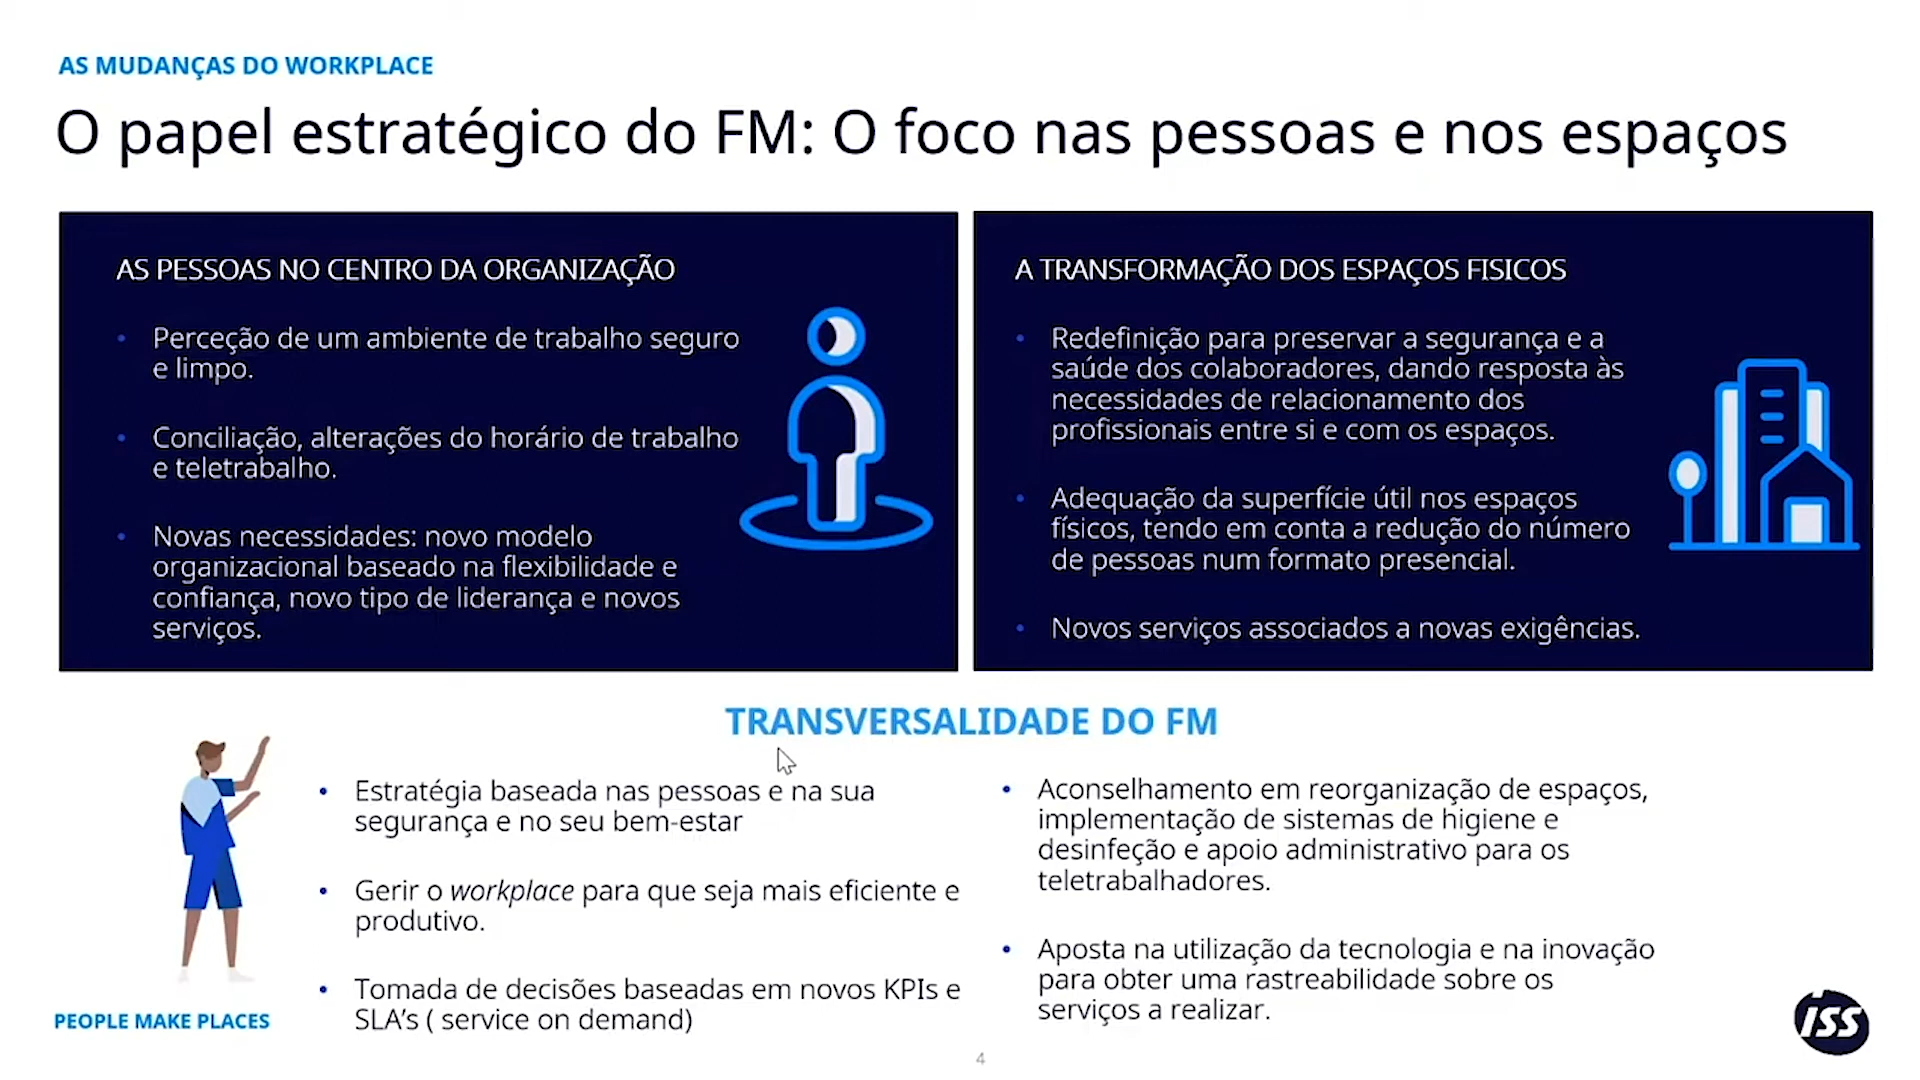 AS MUDANÇAS DO WORKPLACE
O papel estratégico do FM: O foco nas pessoas e nos espaços
AS PESSOAS NO CENTRO DA ORGANIZAÇÃO
• Perceção de um ambiente de trabalho seguro
e limpo.
• Conciliação, alterações do horário de trabalho
e teletrabalho.
• Novas necessidades: novo modelo
organizacional baseado na flexibilidade e
confiança, novo tipo de liderança e novos
serviços.
A TRANSFORMAÇÃO DOS ESPAÇOS FISICOS
• Redefinição para preservar a segurança e a
saúde dos colaboradores, dando resposta às
necessidades de relacionamento dos
profissionais entre si e com os espaços.
• Adequação da superfície útil nos espaços
físicos, tendo em conta a redução do número
de pessoas num formato presencial.
• Novos serviços associados a novas exigências.
TRANSVERSALIDADE DO FM
• Estratégia baseada nas pessoas e na sua
segurança e no seu bem-estar
• Gerir o workplace para que seja mais eficiente e
produtivo.
• Tomada de decisões baseadas em novos KPIs e
SLA’s ( service on demand)
• Aconselhamento em reorganização de espaços,
implementação de sistemas de higiene e
desinfeção e apoio administrativo para os
teletrabalhadores.
• Aposta na utilização da tecnologia e na inovação
para obter uma rastreabilidade sobre os
serviços a realizar.
PEOPLE MAKE PLACES
ISS
4